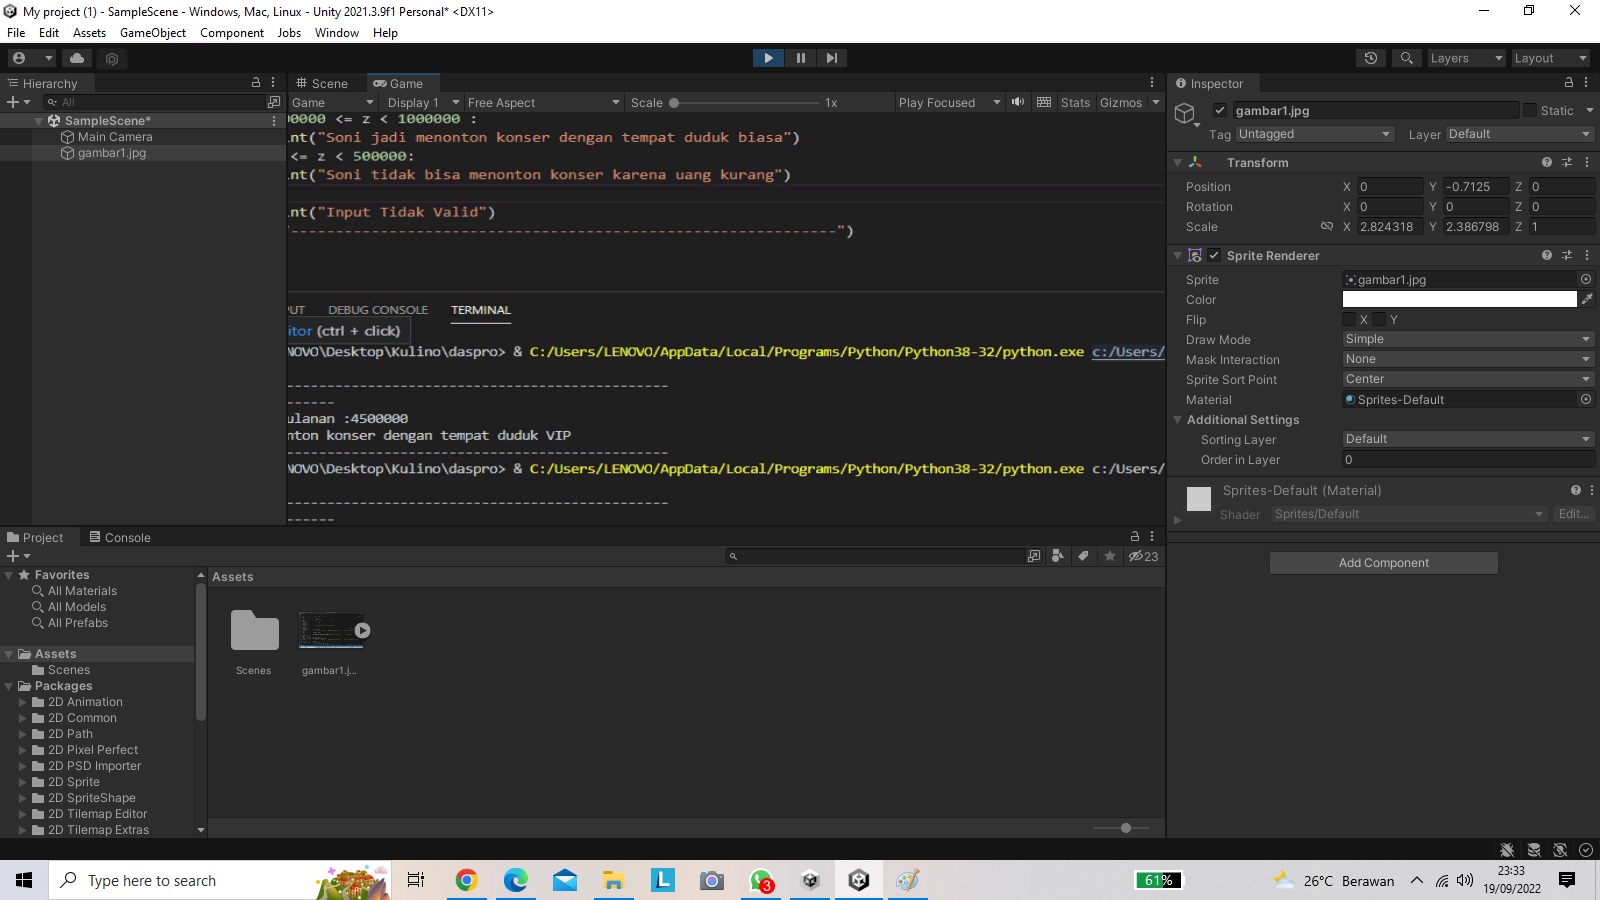 My project (1) - SampleScene - Windows, Mac, Linux - Unity 2021.3.9f1 Personal* <DX11>
File Edit Assets GameObject Component Jobs Window Help
Layers Layout
Hierarchy
All
SampleScene*
Main Camera
gambar1.jpg
Scene Game
Game Display 1 Free Aspect Scale 1x Play Focused Stats Gizmos
00000 <= z < 1000000 :
int("Soni jadi menonton konser dengan tempat duduk biasa")
<= z < 500000:
int("Soni tidak bisa menonton konser karena uang kurang")
int("Input Tidak Valid")
"--------------------------------------------------------------")
PUT DEBUG CONSOLE TERMINAL
itor (ctrl + click)
NOVO\Desktop\Kulino\daspro> & C:/Users/LENOVO/AppData/Local/Programs/Python/Python38-32/python.exe c:/Users/
------------------------------------------------
------
ulanan :4500000
nton konser dengan tempat duduk VIP
------------------------------------------------
NOVO\Desktop\Kulino\daspro> & C:/Users/LENOVO/AppData/Local/Programs/Python/Python38-32/python.exe c:/Users/
------------------------------------------------
------
Inspector
gambar1.jpg Static
Tag Untagged Layer Default
Transform
Position X 0 Y -0.7125 Z 0
Rotation X 0 Y 0 Z 0
Scale X 2.824318 Y 2.386798 Z 1
Sprite Renderer
Sprite gambar1.jpg
Color
Flip X Y
Draw Mode Simple
Mask Interaction None
Sprite Sort Point Center
Material Sprites-Default
Additional Settings
Sorting Layer Default
Order in Layer 0
Sprites-Default (Material)
Shader Sprites/Default Edit...
Add Component
Project Console
23
Favorites
All Materials
All Models
All Prefabs
Assets
Scenes
Packages
2D Animation
2D Common
2D Path
2D Pixel Perfect
2D PSD Importer
2D Sprite
2D SpriteShape
2D Tilemap Editor
2D Tilemap Extras
Assets
Scenes
gambar1.j...
Type here to search
L
3
61%
26°C Berawan
23:33
19/09/2022